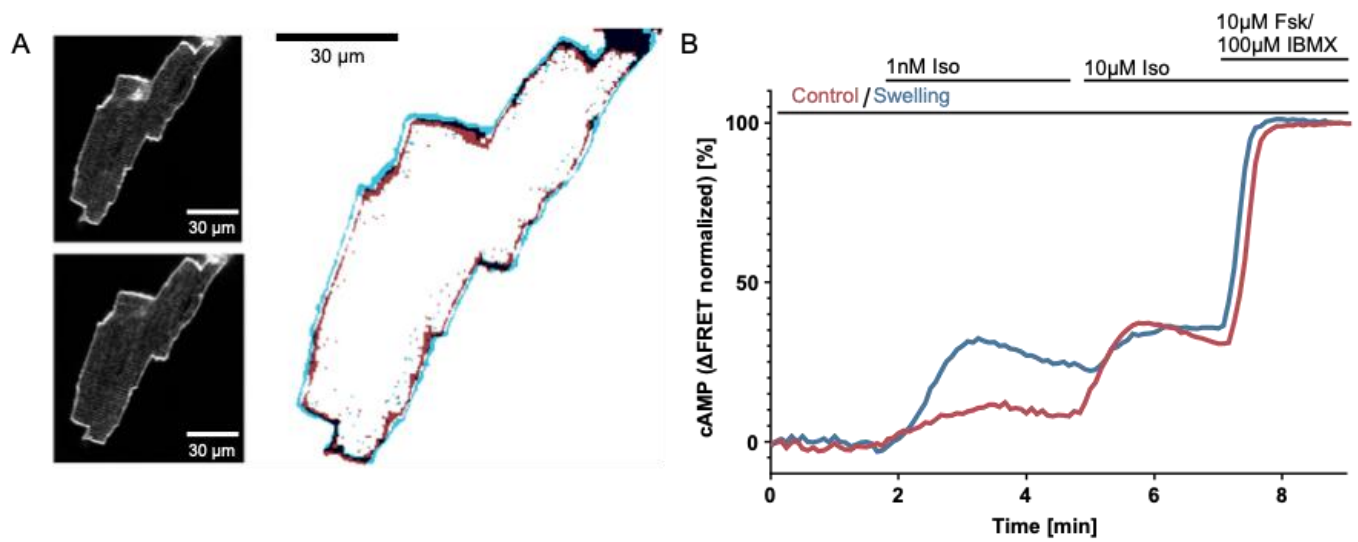 A
30 µm
30 µm
30 µm
B
10µM Fsk/
100µM IBMX
1nM Iso
10µM Iso
Control / Swelling
cAMP (ΔFRET normalized) [%]
100
50
0
0 2 4 6 8
Time [min]